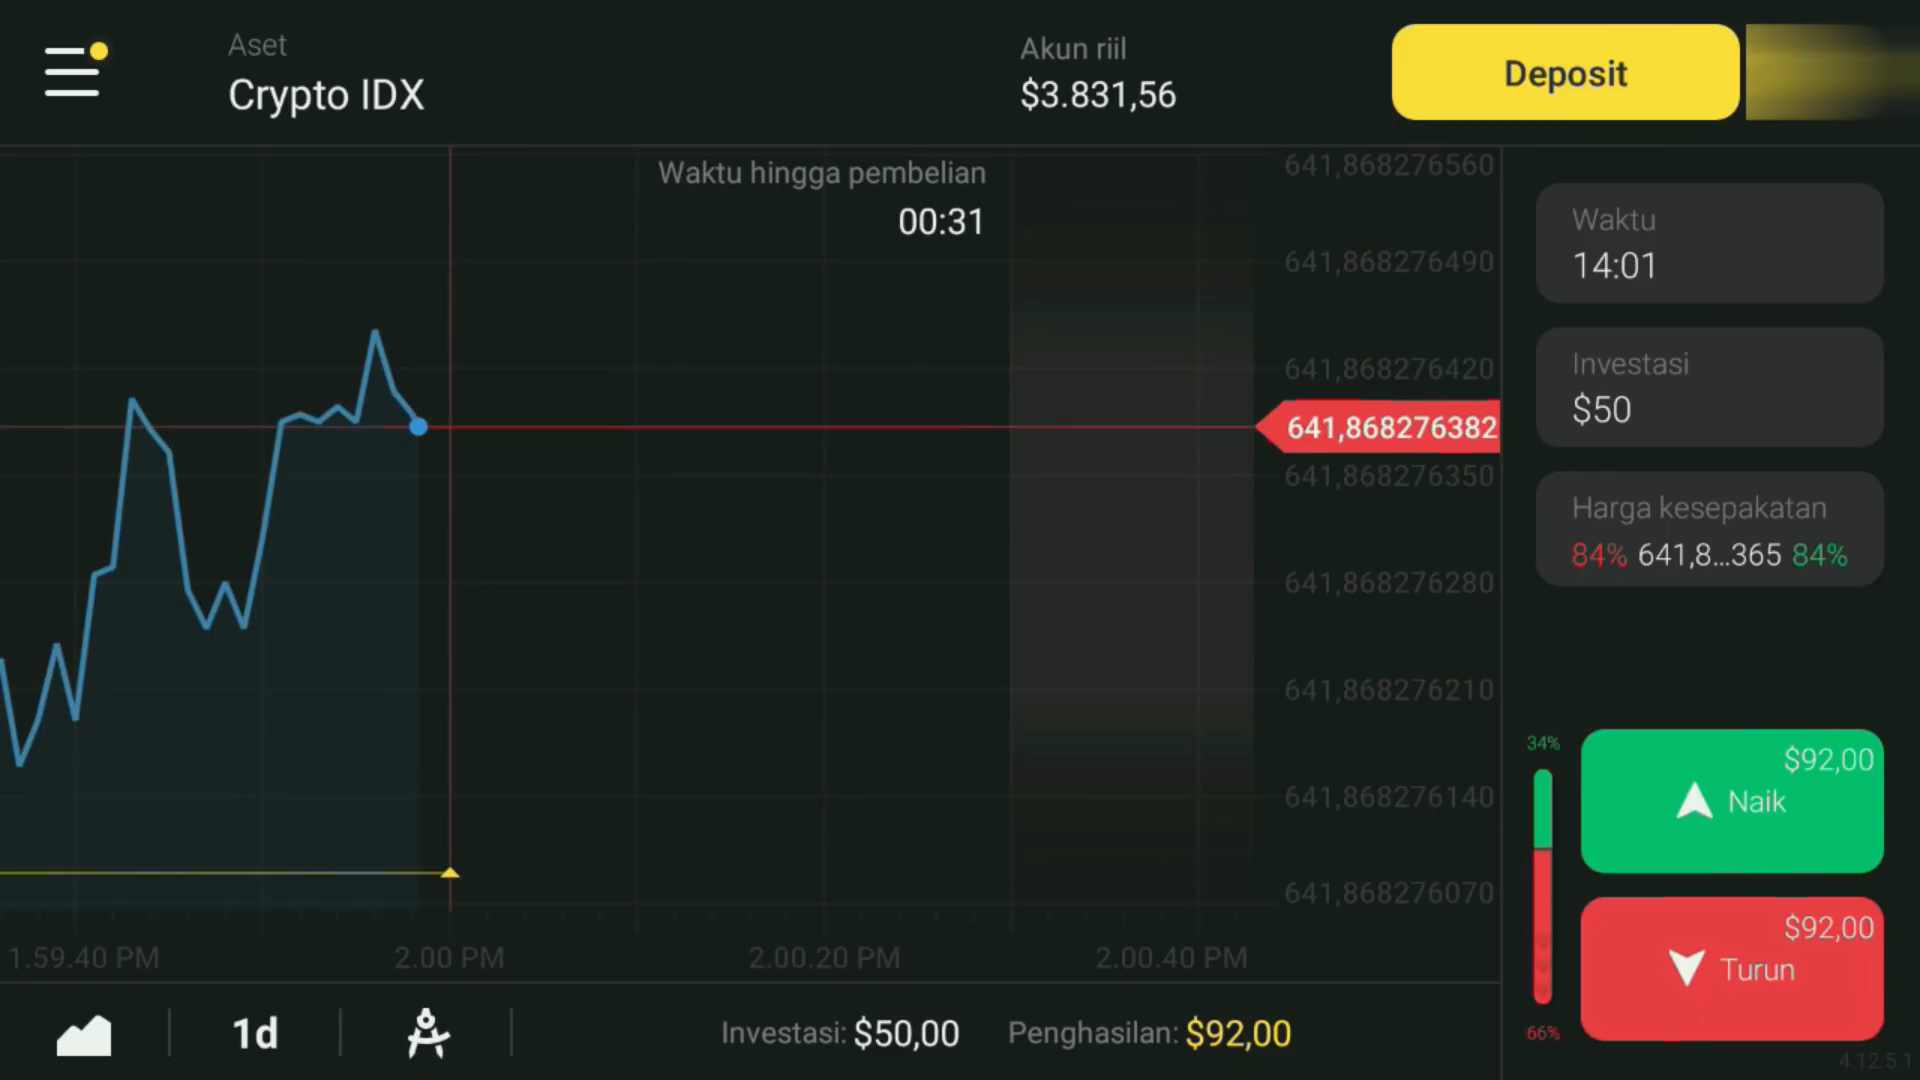 Aset
Crypto IDX
Akun riil
$3.831,56
Deposit
Waktu hingga pembelian
00:31
641,868276560
641,868276490
641,868276420
641,868276382
641,868276350
641,868276280
641,868276210
641,868276140
641,868276070
Waktu
14:01
Investasi
$50
Harga kesepakatan
84% 641,8...365 84%
34%
$92,00
Naik
$92,00
Turun
66%
1.59.40 PM
2.00 PM
2.00.20 PM
2.00.40 PM
1d
Investasi: $50,00
Penghasilan: $92,00
4.12.5.1